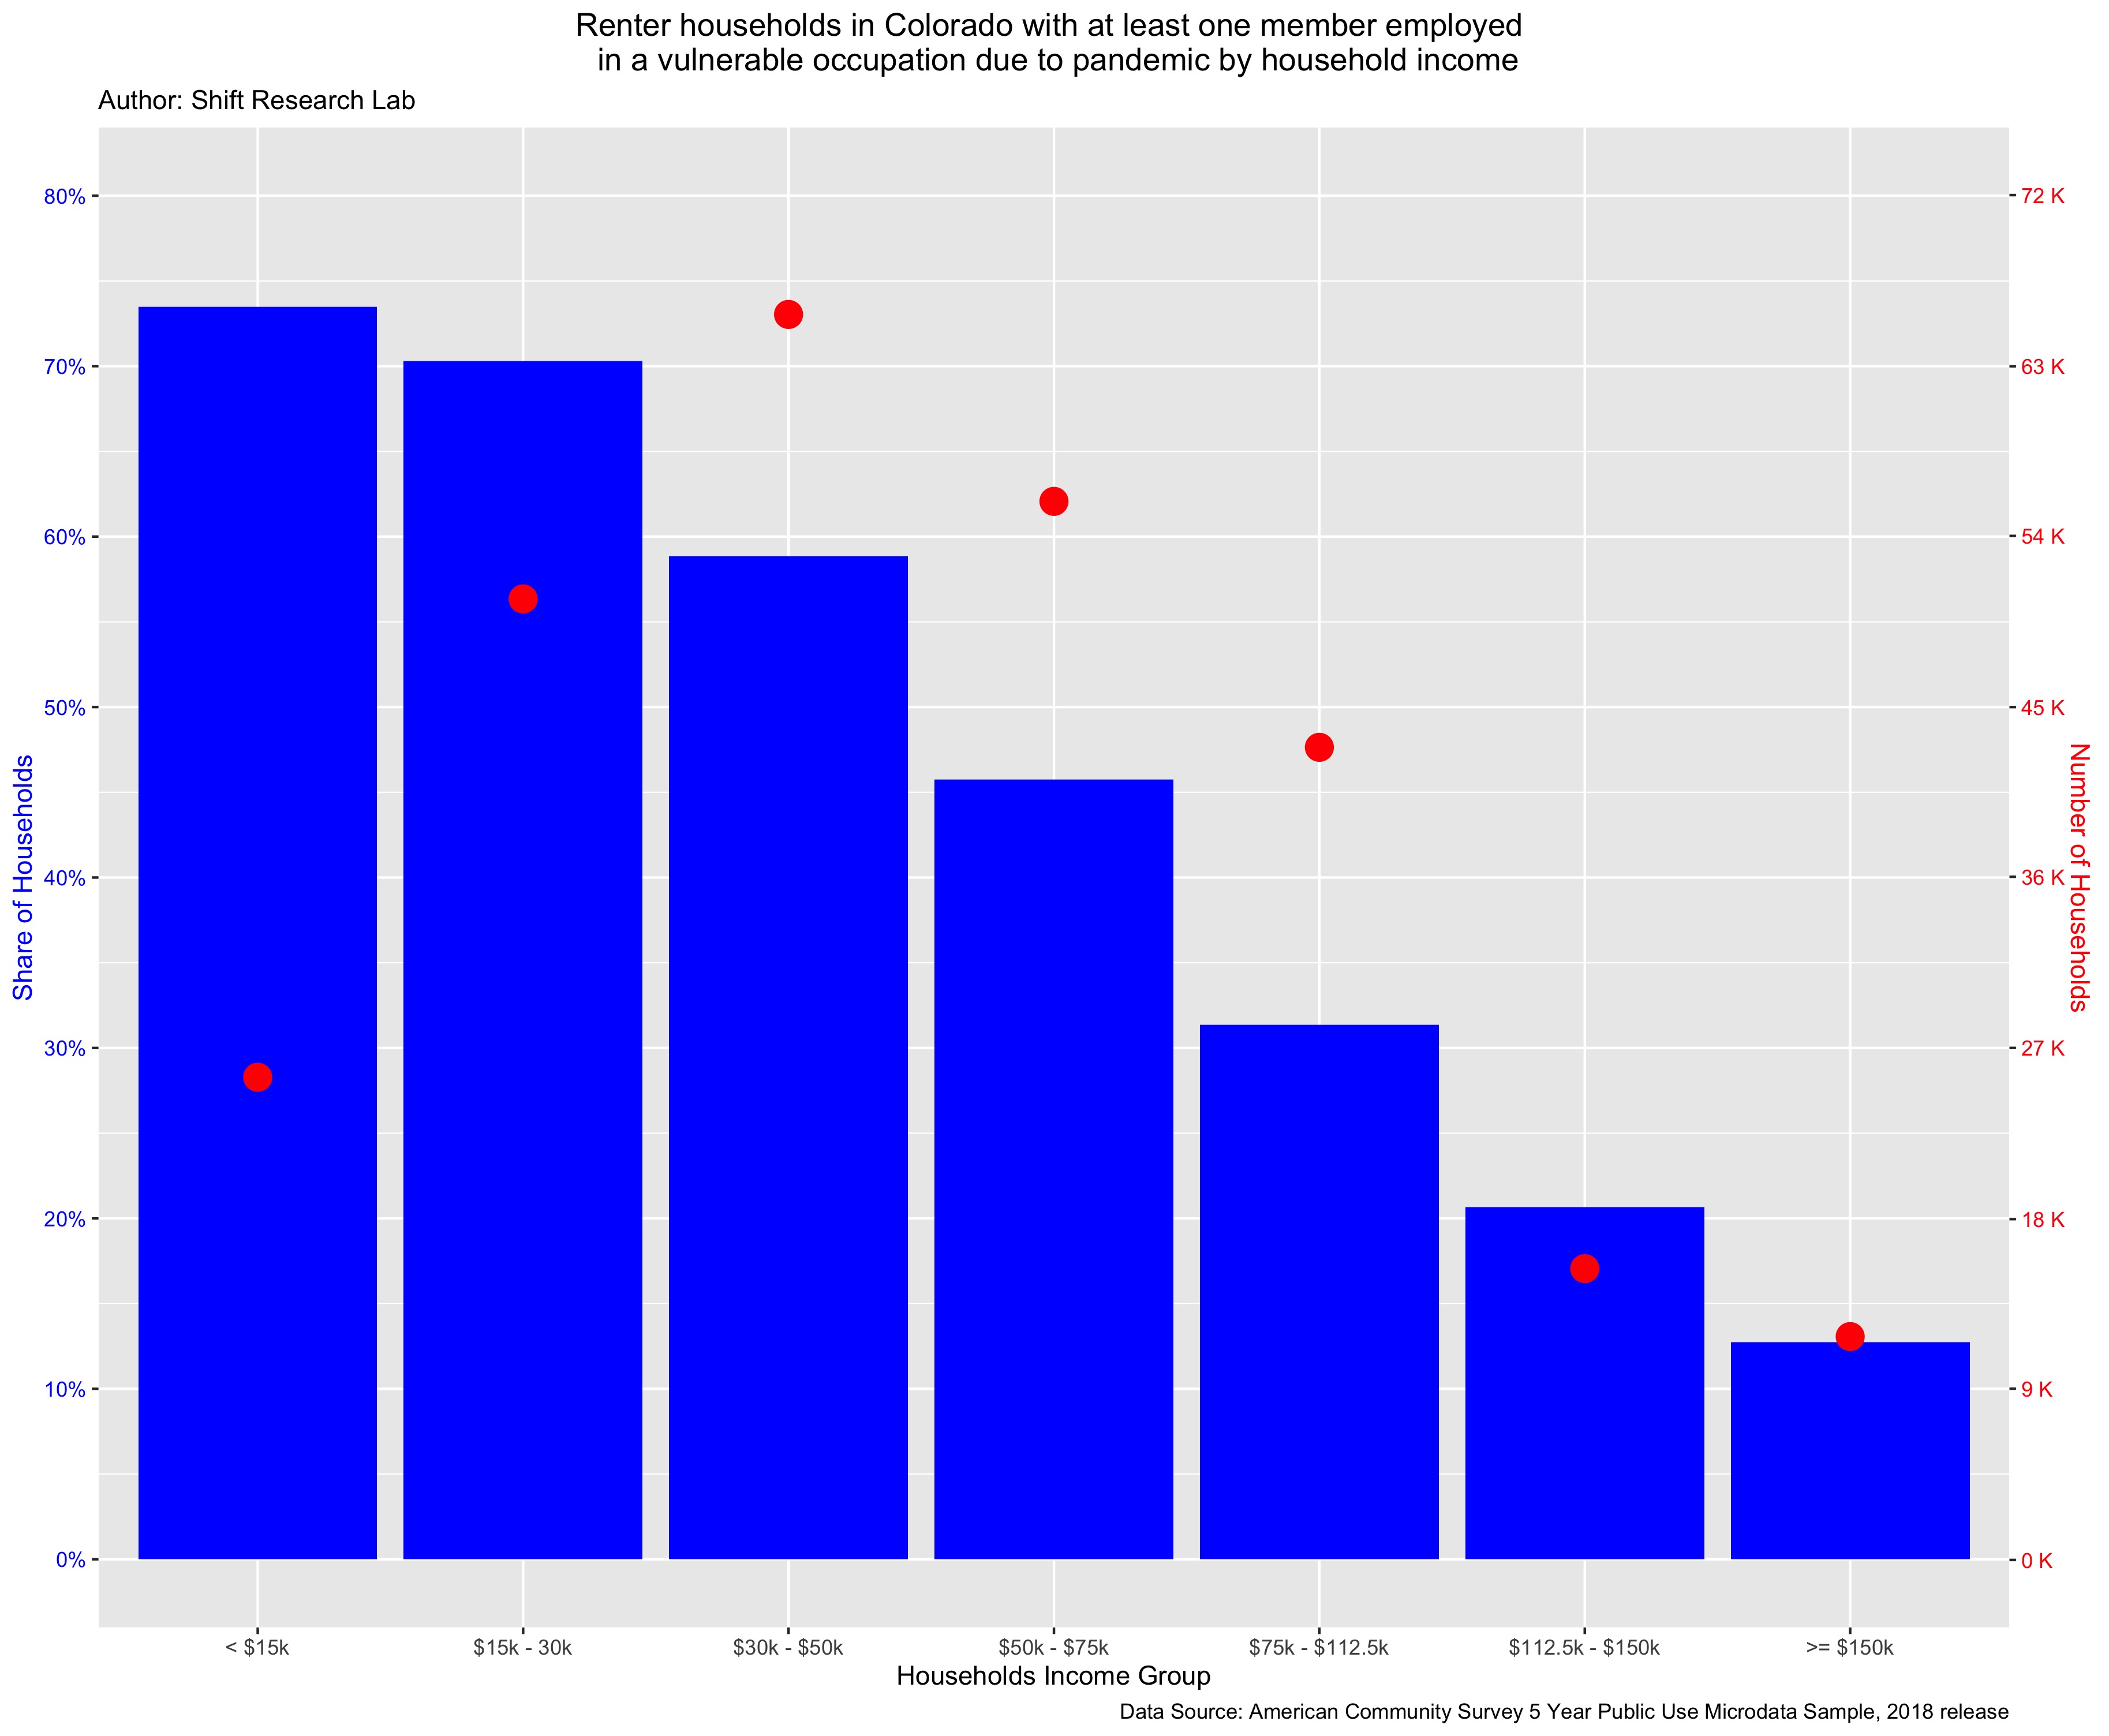 Renter households in Colorado with at least one member employed
in a vulnerable occupation due to pandemic by household income
Author: Shift Research Lab
80%
70%
60%
50%
40%
30%
20%
10%
0%
Share of Households
72 K
63 K
54 K
45 K
36 K
27 K
18 K
9 K
0 K
Number of Households
< $15k
$15k - 30k
$30k - $50k
$50k - $75k
$75k - $112.5k
$112.5k - $150k
>= $150k
Households Income Group
Data Source: American Community Survey 5 Year Public Use Microdata Sample, 2018 release